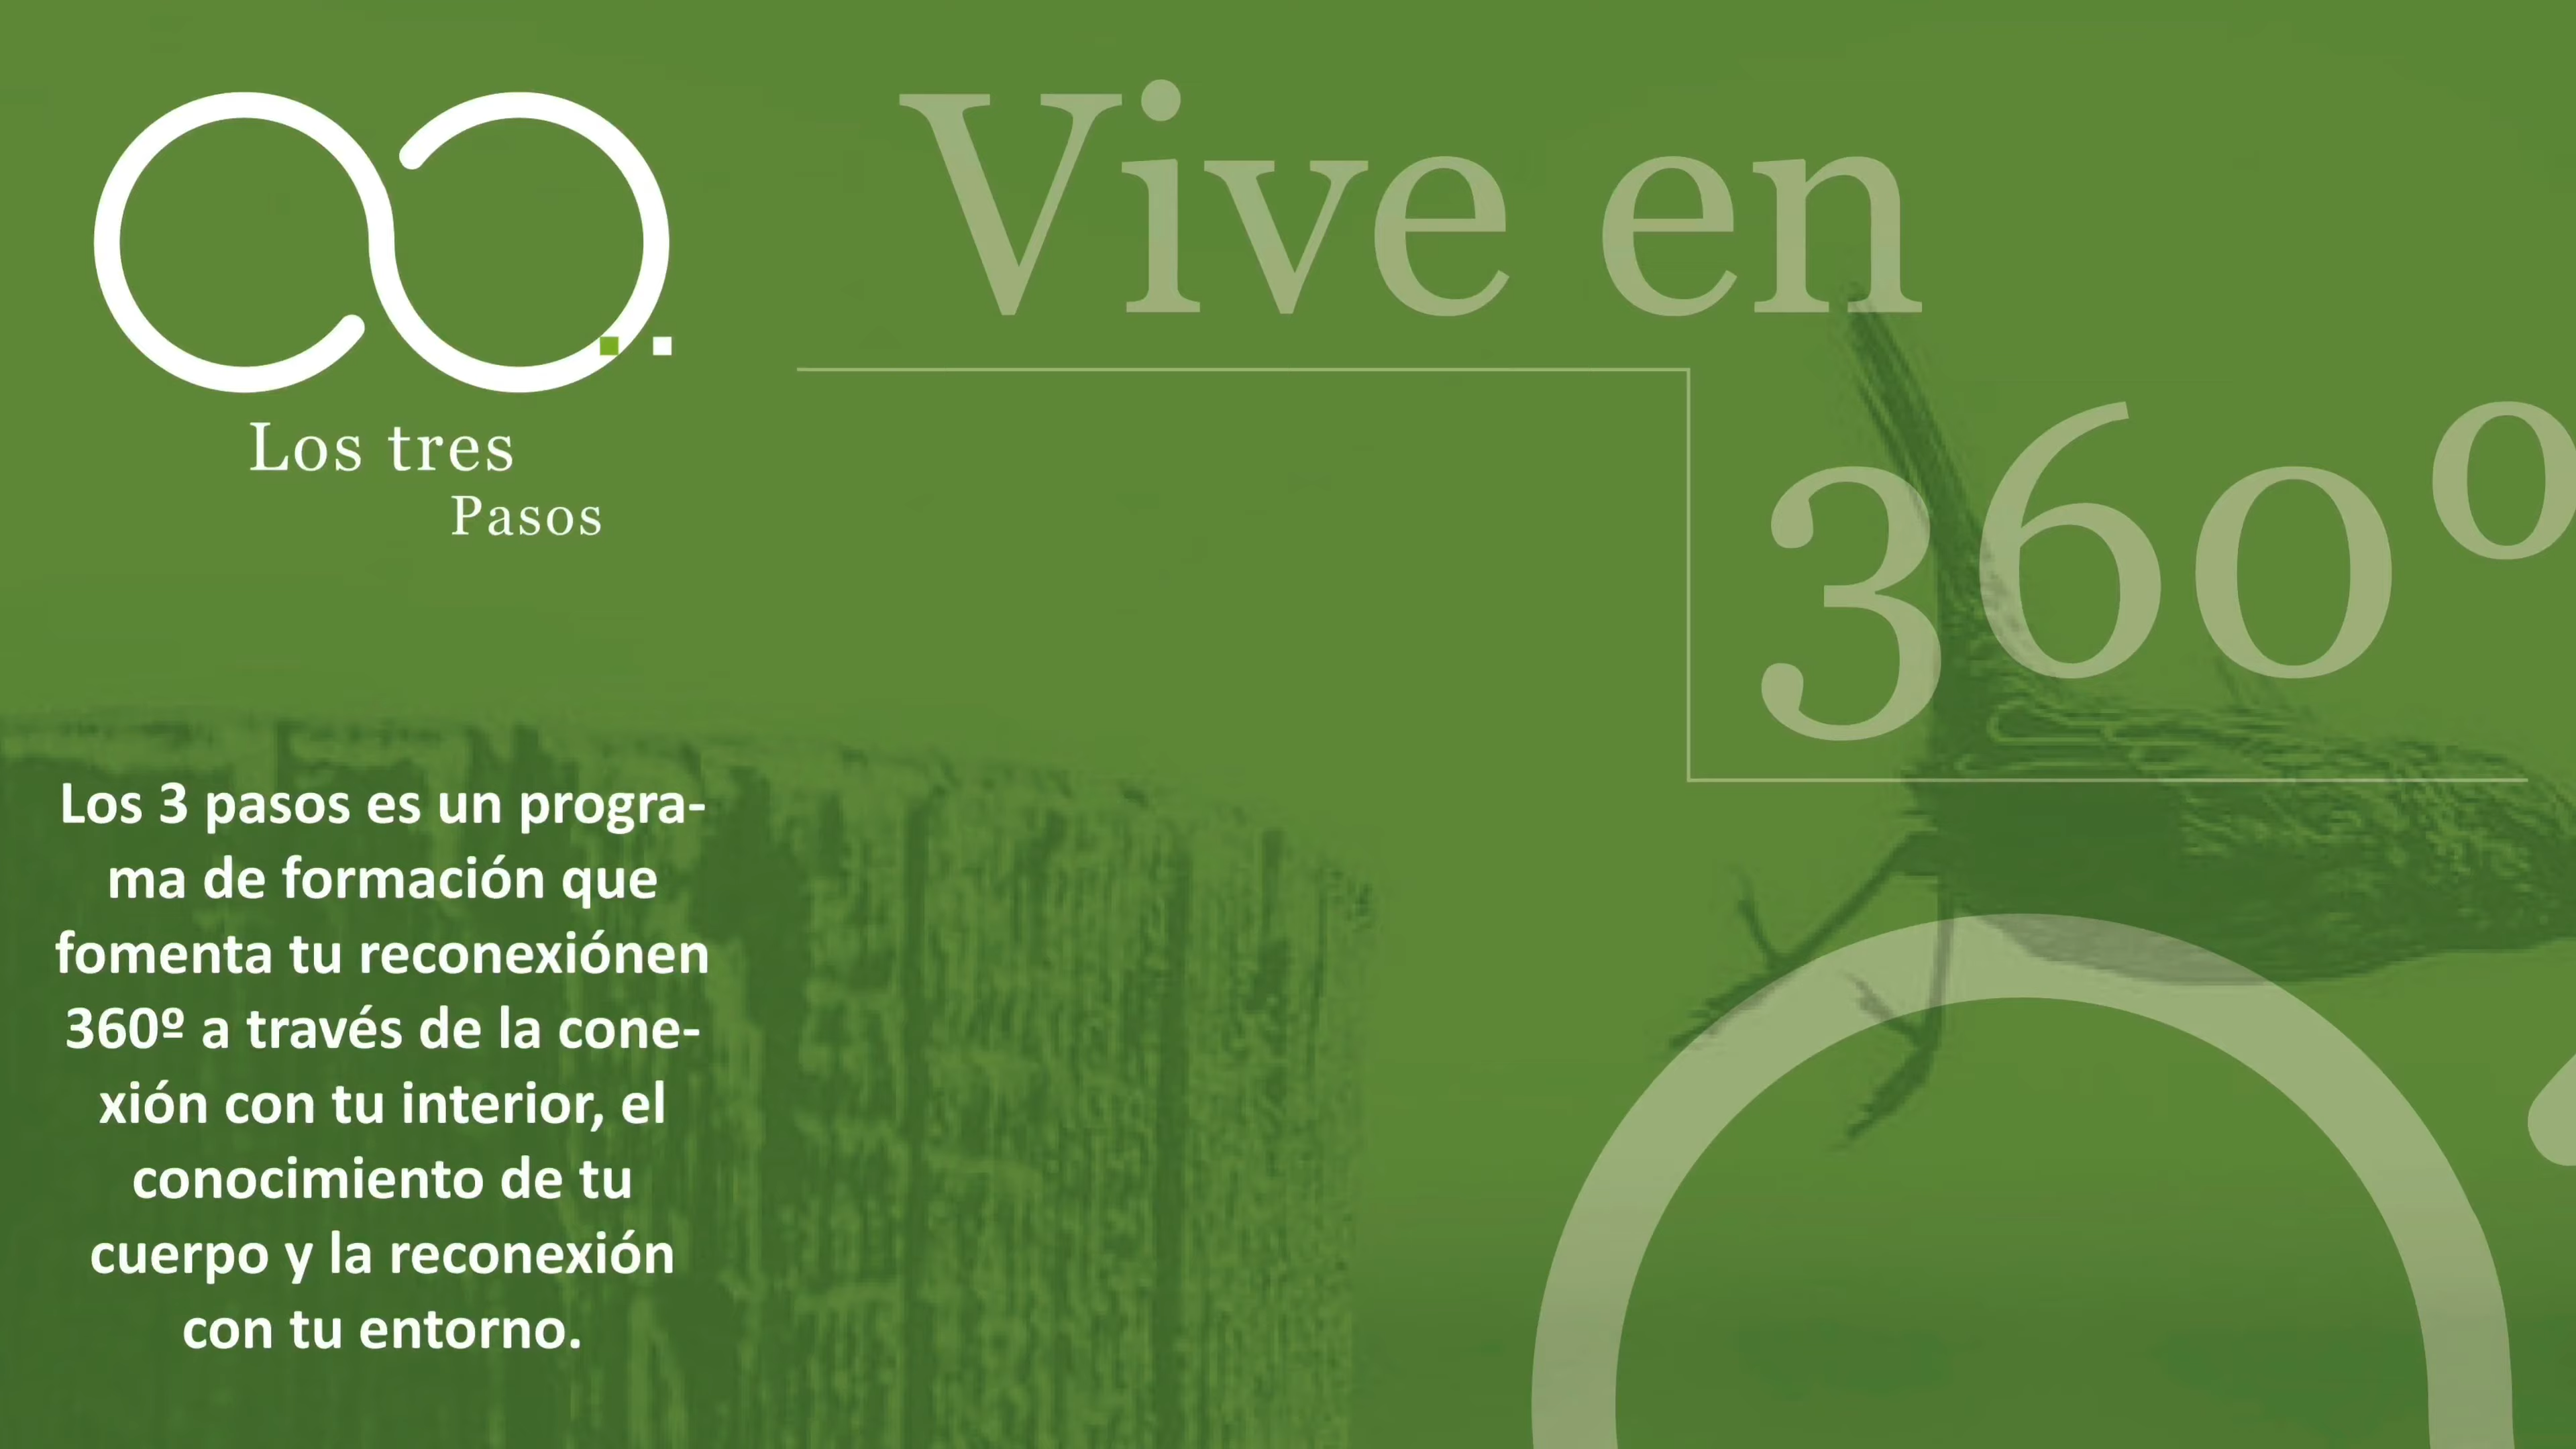 Vive en
360º
Los tres
Pasos
Los 3 pasos es un progra-
ma de formación que
fomenta tu reconexiónen
360º a través de la cone-
xión con tu interior, el
conocimiento de tu
cuerpo y la reconexión
con tu entorno.